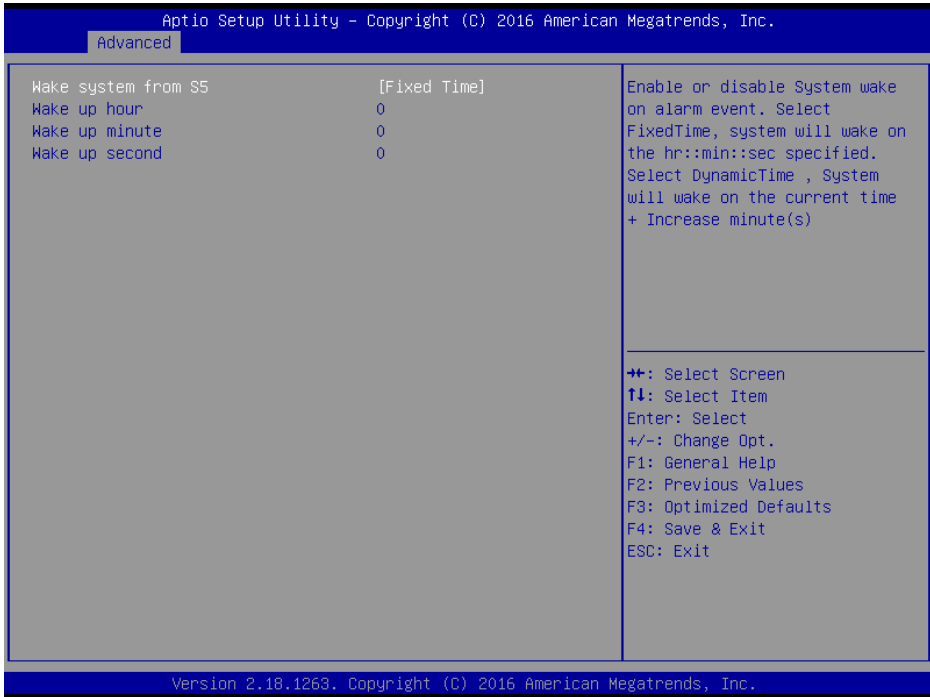 Aptio Setup Utility – Copyright (C) 2016 American Megatrends, Inc.
Advanced
Wake system from S5 [Fixed Time]
Wake up hour 0
Wake up minute 0
Wake up second 0
Enable or disable System wake
on alarm event. Select
FixedTime, system will wake on
the hr::min::sec specified.
Select DynamicTime , System
will wake on the current time
+ Increase minute(s)
→←: Select Screen
↑↓: Select Item
Enter: Select
+/-: Change Opt.
F1: General Help
F2: Previous Values
F3: Optimized Defaults
F4: Save & Exit
ESC: Exit
Version 2.18.1263. Copyright (C) 2016 American Megatrends, Inc.